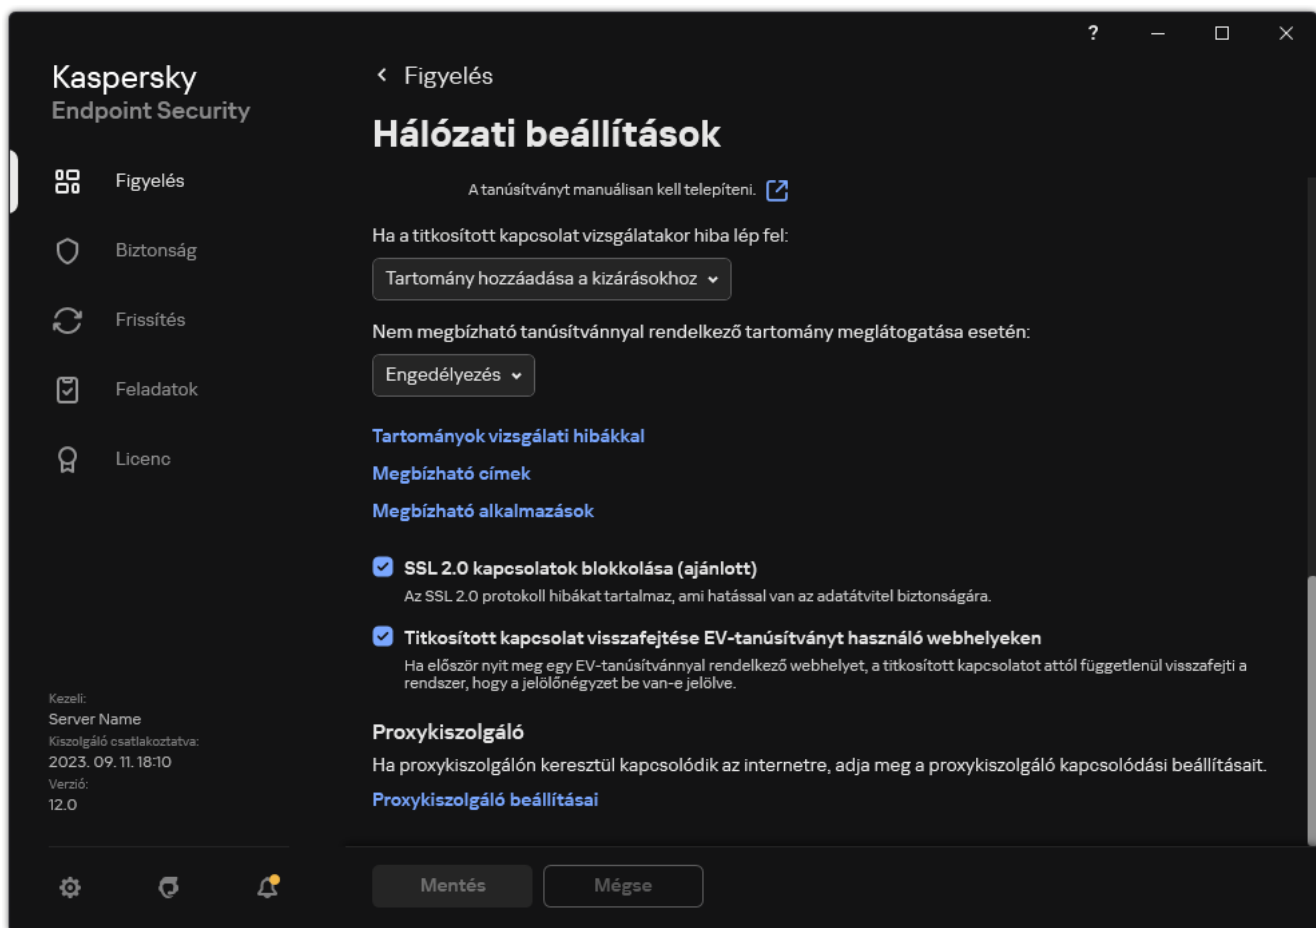 ?
Kaspersky
Endpoint Security
Figyelés
Biztonság
Frissítés
Feladatok
Licenc
Kezeli:
Server Name
Kiszolgáló csatlakoztatva:
2023. 09. 11. 18:10
Verzió:
12.0
Figyelés
Hálózati beállítások
A tanúsítványt manuálisan kell telepíteni.
Ha a titkosított kapcsolat vizsgálatakor hiba lép fel:
Tartomány hozzáadása a kizárásokhoz
Nem megbízható tanúsítvánnyal rendelkező tartomány meglátogatása esetén:
Engedélyezés
Tartományok vizsgálati hibákkal
Megbízható címek
Megbízható alkalmazások
SSL 2.0 kapcsolatok blokkolása (ajánlott)
Az SSL 2.0 protokoll hibákat tartalmaz, ami hatással van az adatátvitel biztonságára.
Titkosított kapcsolat visszafejtése EV-tanúsítványt használó webhelyeken
Ha először nyit meg egy EV-tanúsítvánnyal rendelkező webhelyet, a titkosított kapcsolatot attól függetlenül visszafejti a
rendszer, hogy a jelölőnégyzet be van-e jelölve.
Proxykiszolgáló
Ha proxykiszolgálón keresztül kapcsolódik az internetre, adja meg a proxykiszolgáló kapcsolódási beállításait.
Proxykiszolgáló beállításai
Mentés
Mégse